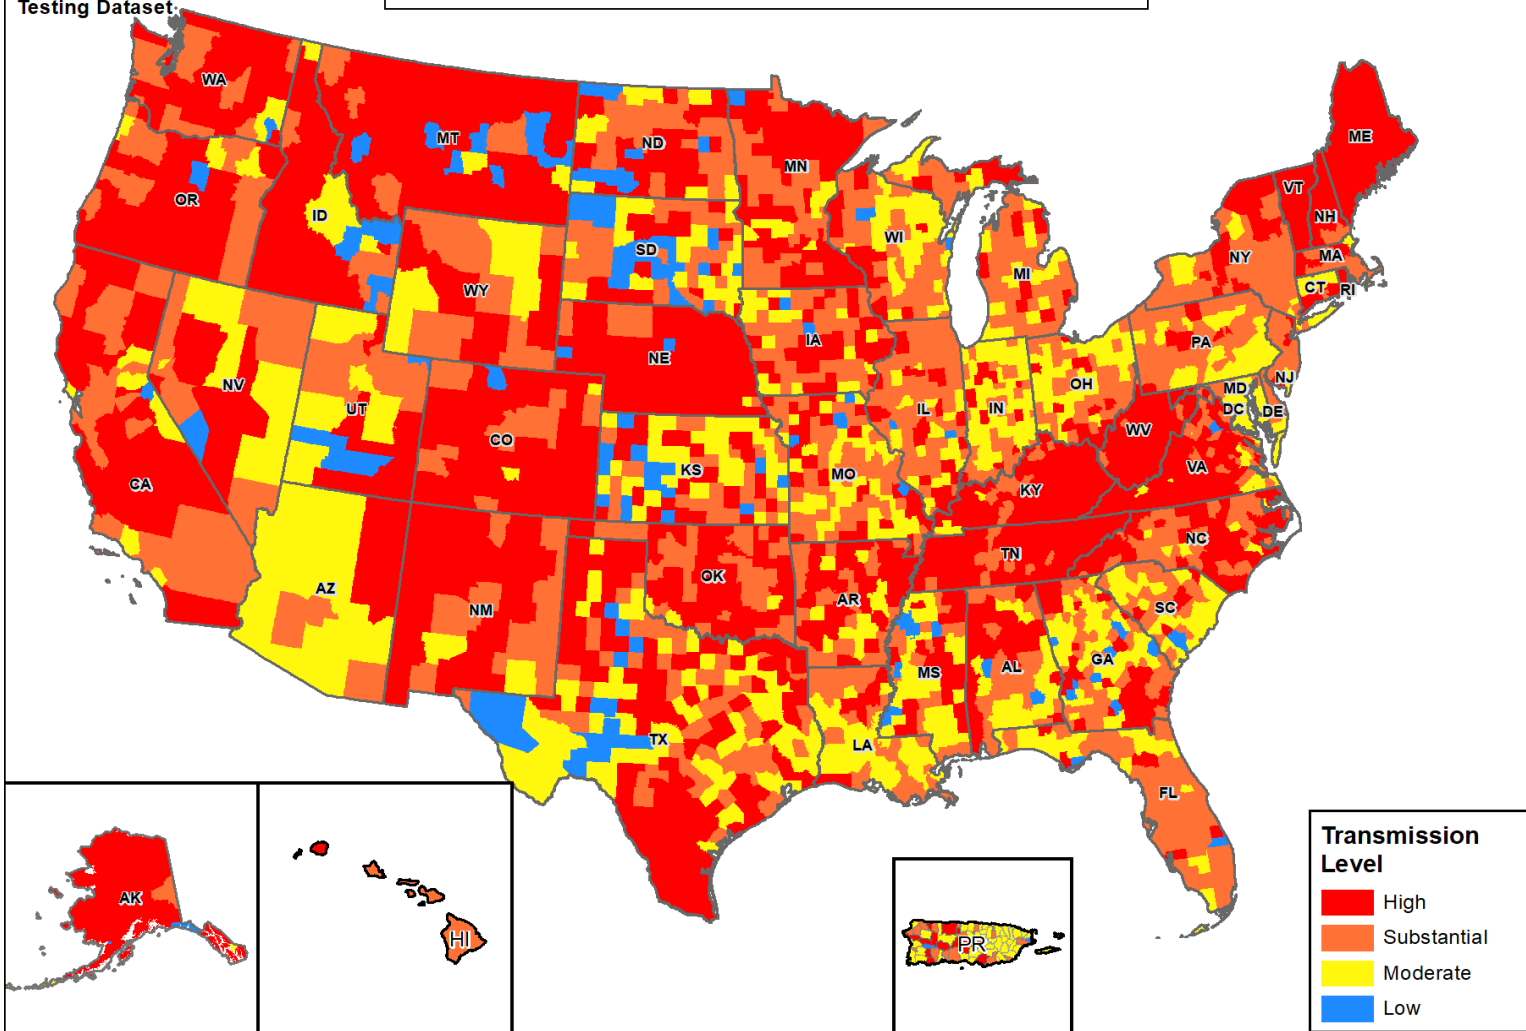 Testing Dataset
WA
MT
ND
MN
ME
VT
NH
OR
ID
SD
WI
MI
NY
MA
CT
RI
WY
NE
IA
PA
NJ
NV
UT
CO
KS
MO
IL
IN
OH
MD
DC
DE
WV
VA
CA
KY
AZ
NM
OK
AR
TN
NC
SC
MS
AL
GA
TX
LA
FL
AK
HI
PR
Transmission
Level
High
Substantial
Moderate
Low